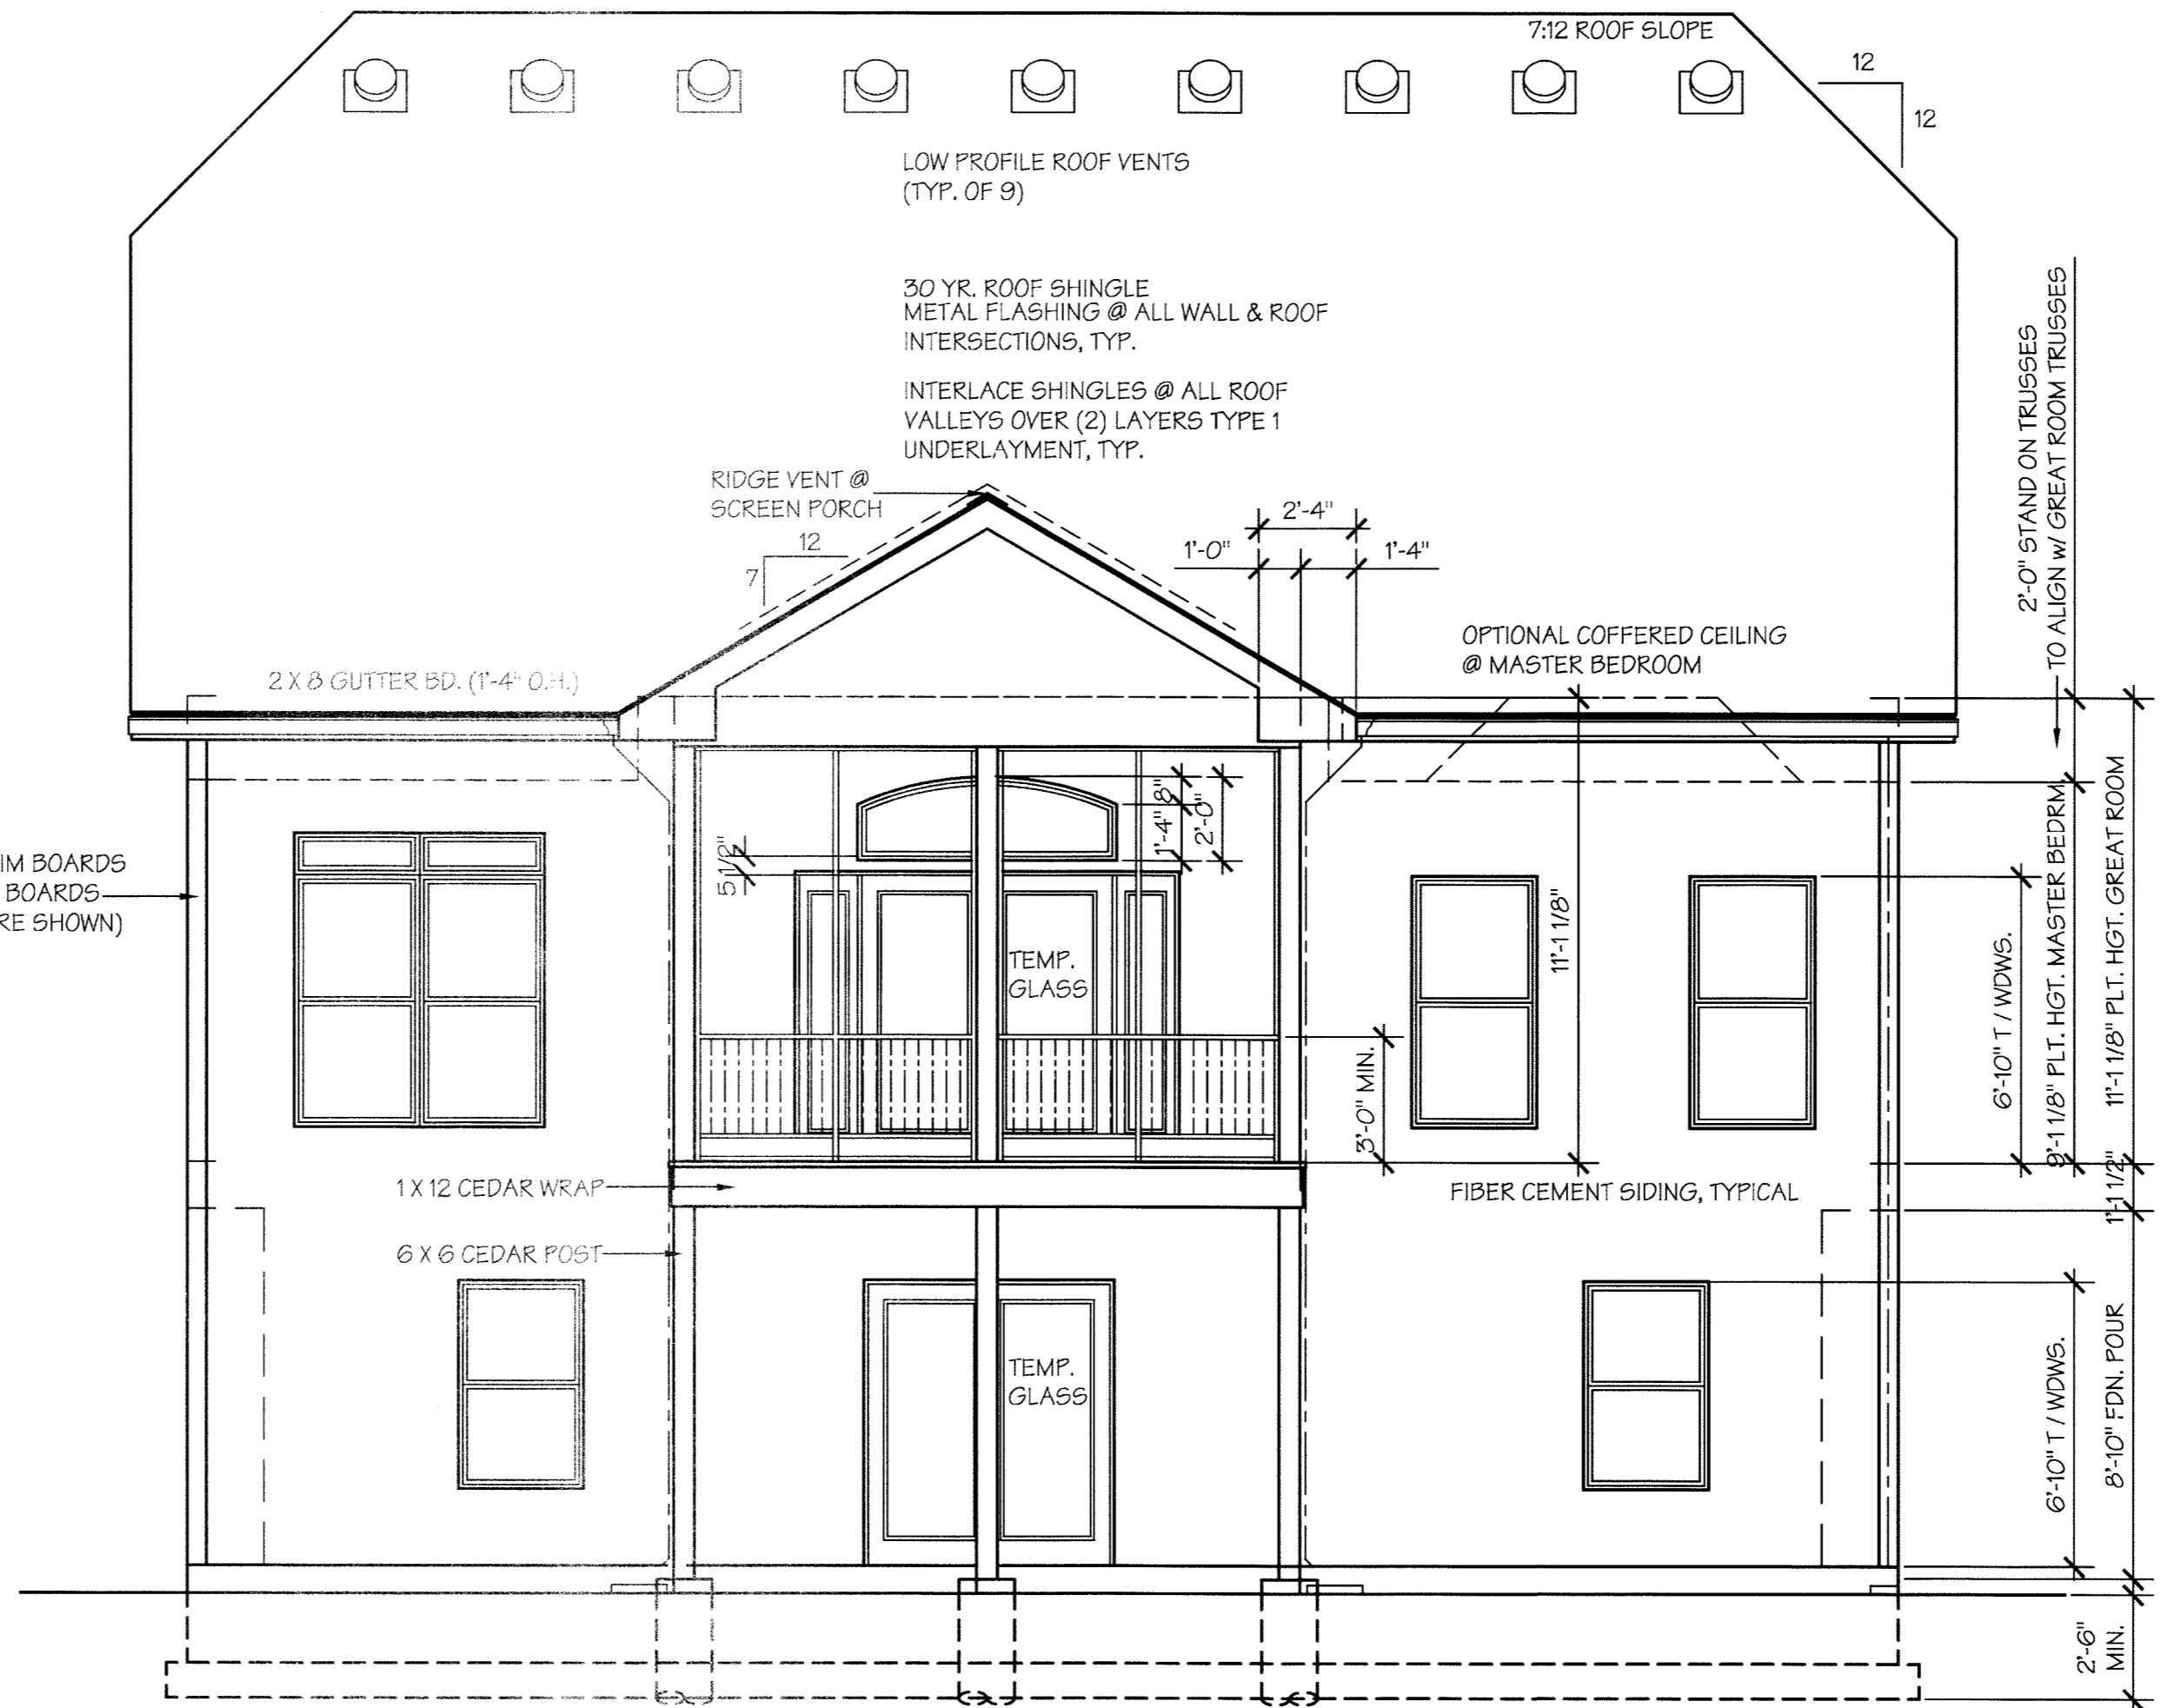 7:12 ROOF SLOPE
12
12
LOW PROFILE ROOF VENTS
(TYP. OF 9)
30 YR. ROOF SHINGLE
METAL FLASHING @ ALL WALL & ROOF
INTERSECTIONS, TYP.
INTERLACE SHINGLES @ ALL ROOF
VALLEYS OVER (2) LAYERS TYPE 1
UNDERLAYMENT, TYP.
RIDGE VENT @
SCREEN PORCH
12
7
2'-4"
1'-0"
1'-4"
2'-0" STAND ON TRUSSES
TO ALIGN W/ GREAT ROOM TRUSSES
OPTIONAL COFFERED CEILING
@ MASTER BEDROOM
2 X 8 GUTTER BD. (1'-4" O.H.)
IM BOARDS
BOARDS
RE SHOWN)
5 1/2"
1'-4"
8"
2'-0"
TEMP.
GLASS
11'-1 1/8"
3'-0" MIN.
6'-10" T / WDWS.
9'-1 1/8" PLT. HGT. MASTER BEDRM.
11'-1 1/8" PLT. HGT. GREAT ROOM
1 X 12 CEDAR WRAP
FIBER CEMENT SIDING, TYPICAL
1'-1 1/2"
6 X 6 CEDAR POST
TEMP.
GLASS
6'-10" T / WDWS.
8'-10" FDN. POUR
2'-6"
MIN.